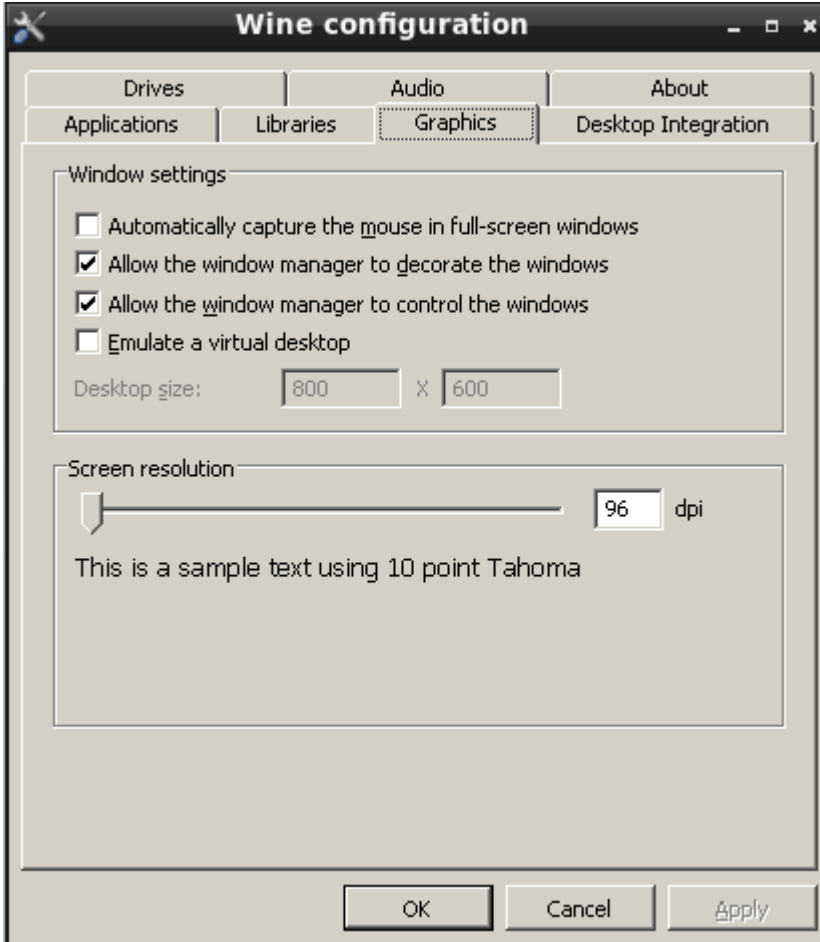 Wine configuration
Drives Audio About
Applications Libraries Graphics Desktop Integration
Window settings
Automatically capture the mouse in full-screen windows
Allow the window manager to decorate the windows
Allow the window manager to control the windows
Emulate a virtual desktop
Desktop size: 800 X 600
Screen resolution
96 dpi
This is a sample text using 10 point Tahoma
OK Cancel Apply